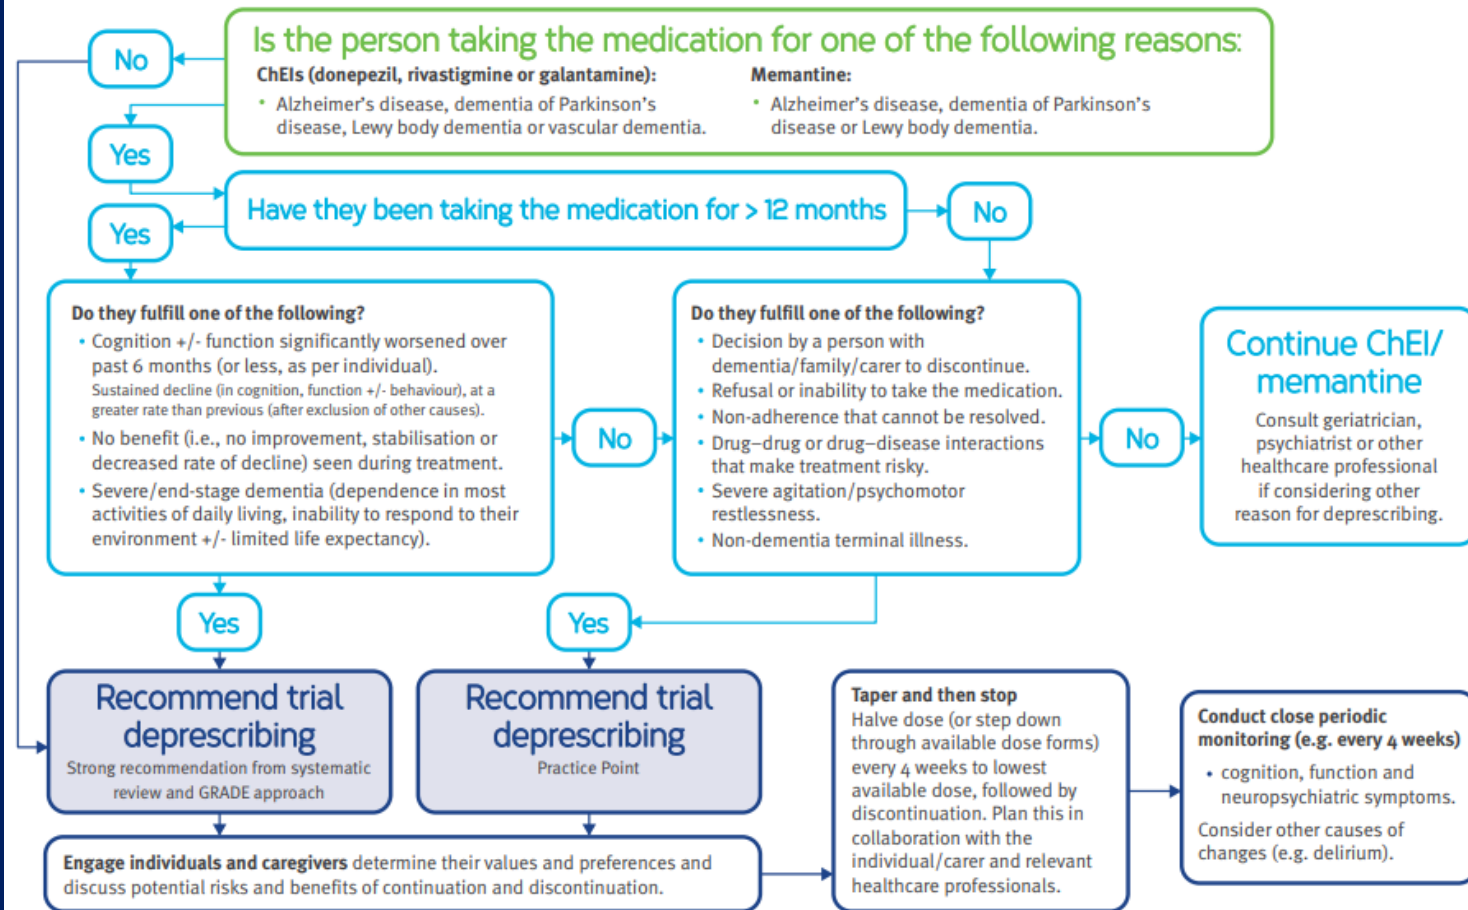 Is the person taking the medication for one of the following reasons:
No
ChEIs (donepezil, rivastigmine or galantamine):
• Alzheimer's disease, dementia of Parkinson's
disease, Lewy body dementia or vascular dementia.
Memantine:
• Alzheimer's disease, dementia of Parkinson's
disease or Lewy body dementia.
Yes
Have they been taking the medication for > 12 months
No
Yes
Do they fulfill one of the following?
• Cognition +/- function significantly worsened over
past 6 months (or less, as per individual).
Sustained decline (in cognition, function +/- behaviour), at a
greater rate than previous (after exclusion of other causes).
• No benefit (i.e., no improvement, stabilisation or
decreased rate of decline) seen during treatment.
• Severe/end-stage dementia (dependence in most
activities of daily living, inability to respond to their
environment +/- limited life expectancy).
No
Do they fulfill one of the following?
• Decision by a person with
dementia/family/carer to discontinue.
• Refusal or inability to take the medication.
• Non-adherence that cannot be resolved.
• Drug–drug or drug–disease interactions
that make treatment risky.
• Severe agitation/psychomotor
restlessness.
• Non-dementia terminal illness.
No
Continue ChEI/
memantine
Consult geriatrician,
psychiatrist or other
healthcare professional
if considering other
reason for deprescribing.
Yes
Yes
Recommend trial
deprescribing
Strong recommendation from systematic
review and GRADE approach
Recommend trial
deprescribing
Practice Point
Engage individuals and caregivers determine their values and preferences and
discuss potential risks and benefits of continuation and discontinuation.
Taper and then stop
Halve dose (or step down
through available dose forms)
every 4 weeks to lowest
available dose, followed by
discontinuation. Plan this in
collaboration with the
individual/carer and relevant
healthcare professionals.
Conduct close periodic
monitoring (e.g. every 4 weeks)
• cognition, function and
neuropsychiatric symptoms.
Consider other causes of
changes (e.g. delirium).